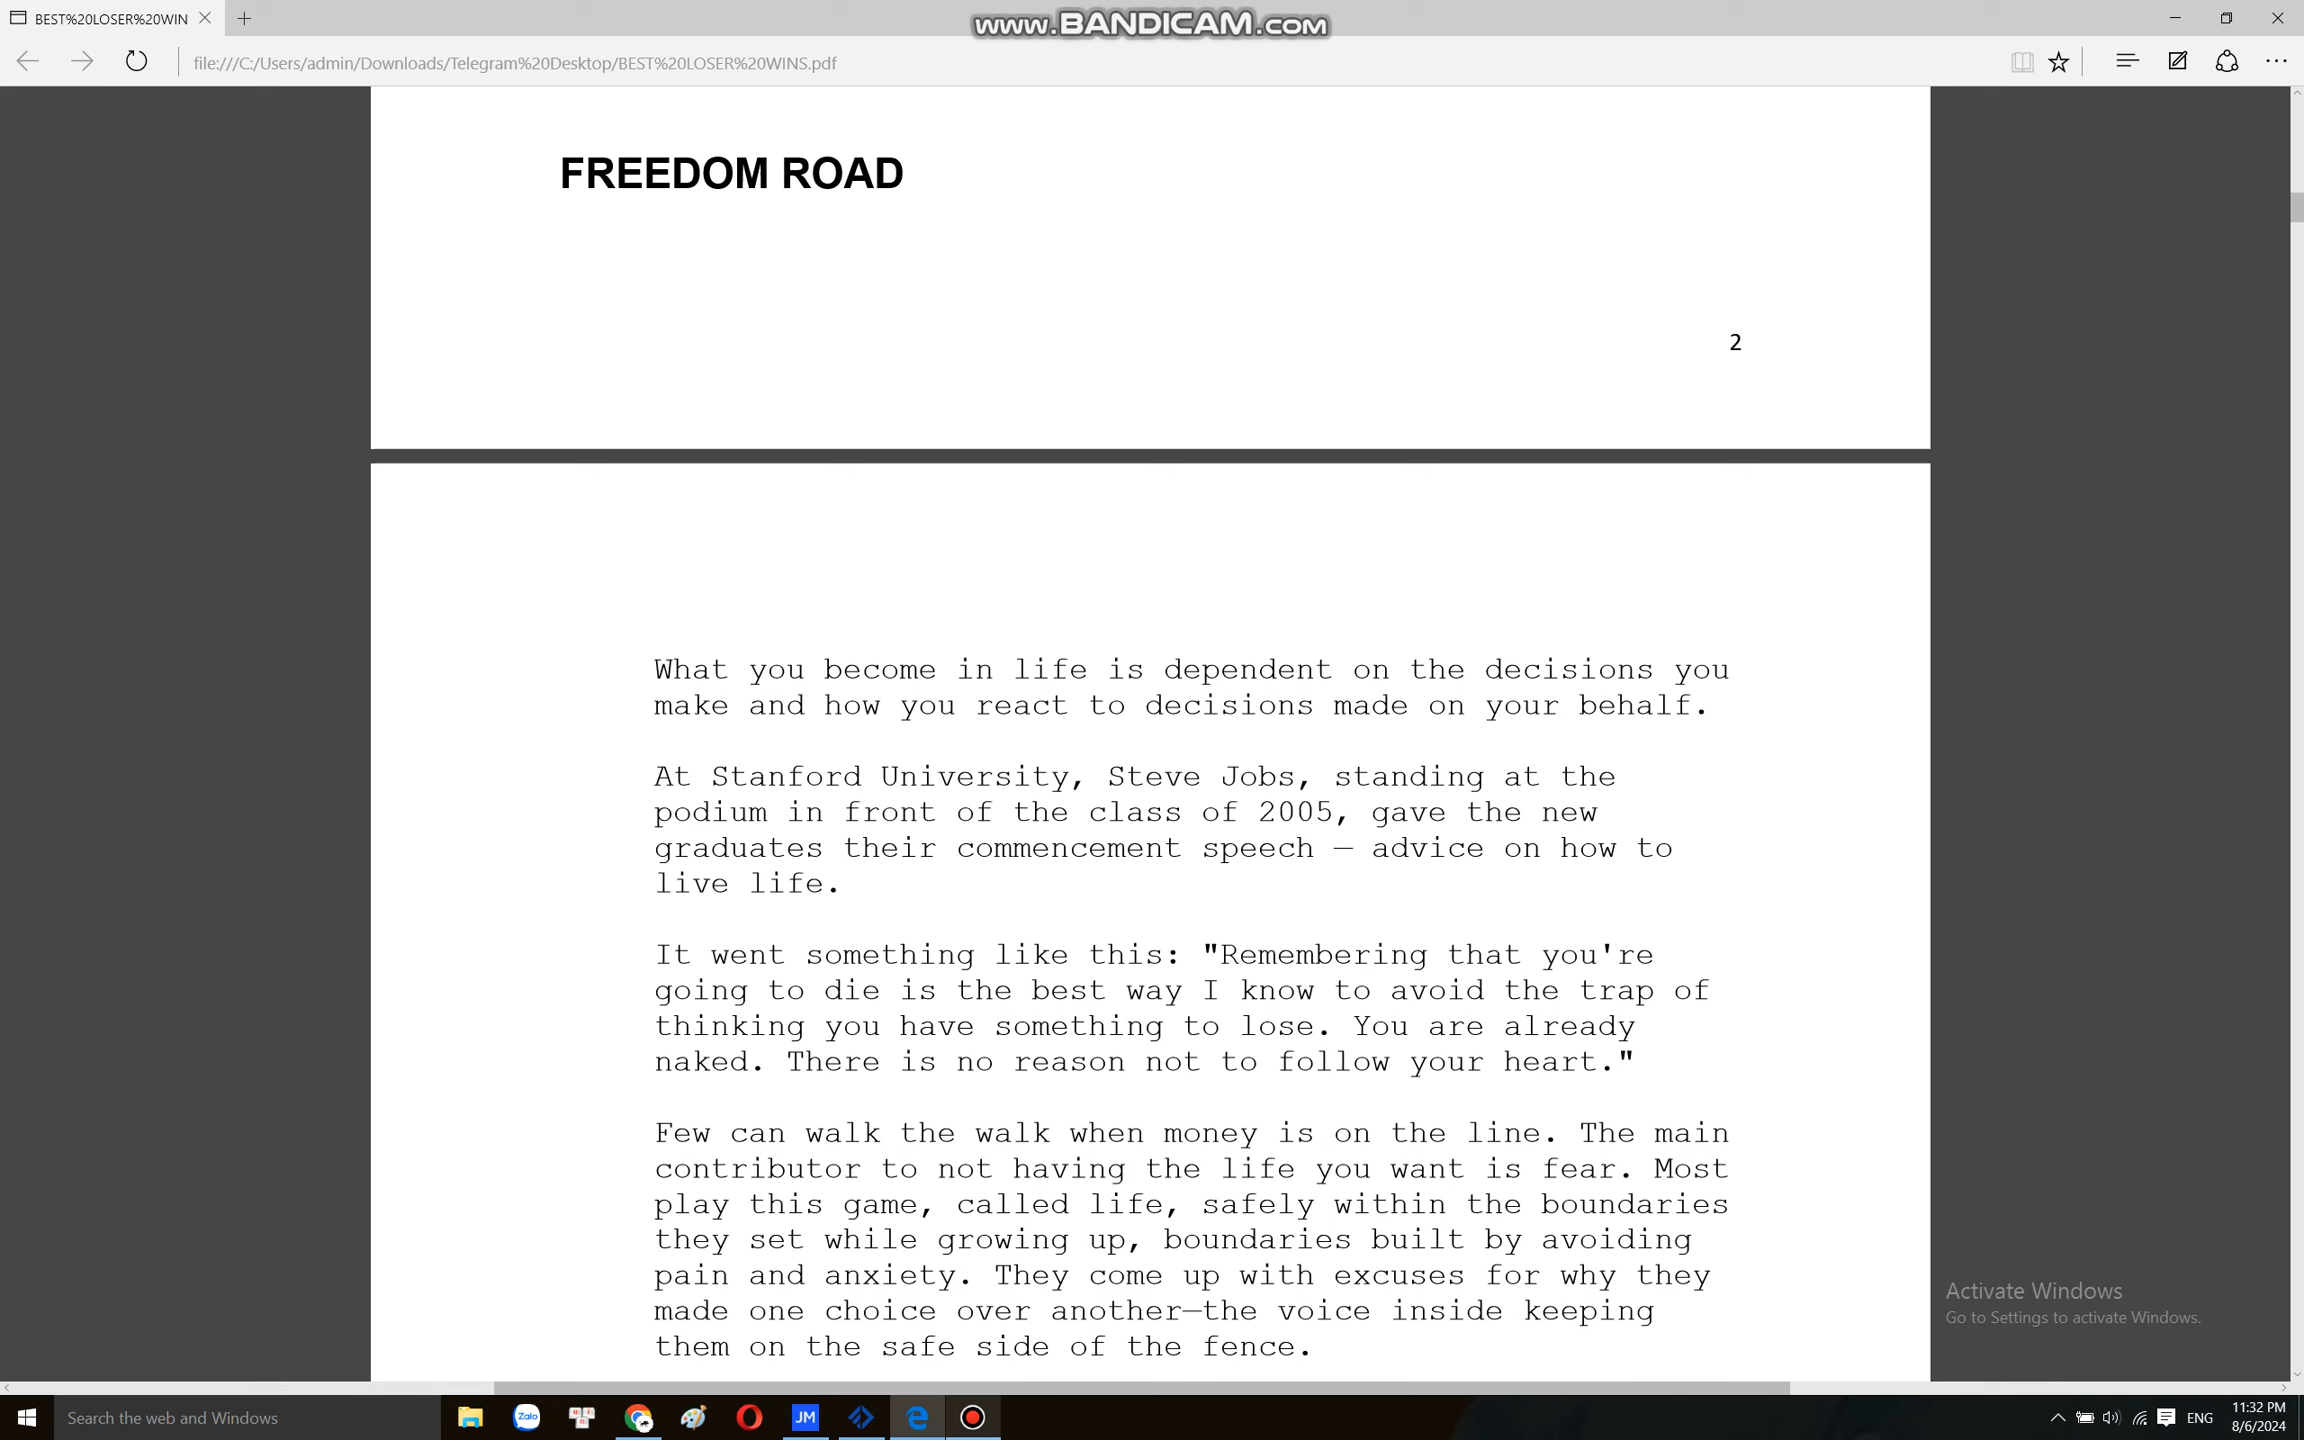 BEST%20LOSER%20WIN
www.BANDICAM.com
file:///C:/Users/admin/Downloads/Telegram%20Desktop/BEST%20LOSER%20WINS.pdf
FREEDOM ROAD
2
What you become in life is dependent on the decisions you
make and how you react to decisions made on your behalf.
At Stanford University, Steve Jobs, standing at the
podium in front of the class of 2005, gave the new
graduates their commencement speech — advice on how to
live life.
It went something like this: "Remembering that you're
going to die is the best way I know to avoid the trap of
thinking you have something to lose. You are already
naked. There is no reason not to follow your heart."
Few can walk the walk when money is on the line. The main
contributor to not having the life you want is fear. Most
play this game, called life, safely within the boundaries
they set while growing up, boundaries built by avoiding
pain and anxiety. They come up with excuses for why they
made one choice over another—the voice inside keeping
them on the safe side of the fence.
Activate Windows
Go to Settings to activate Windows.
Search the web and Windows
Zalo
JM
ENG
11:32 PM
8/6/2024